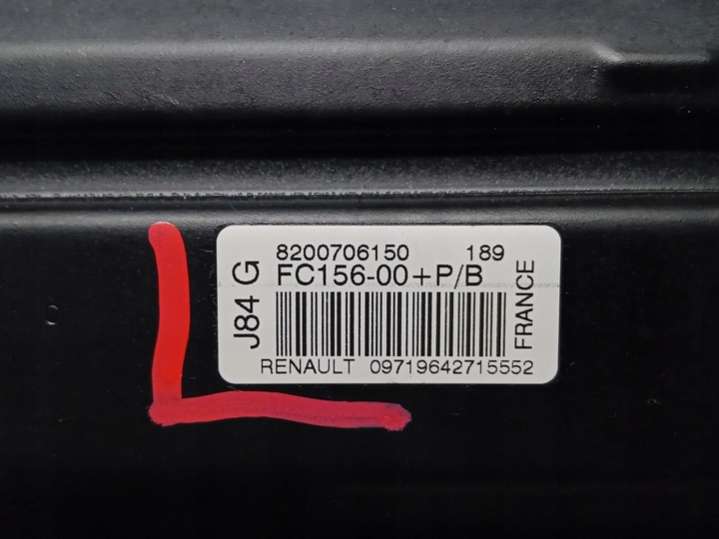 L
J84 G
8200706150 189
FC156-00+P/B
FRANCE
RENAULT 09719642715552